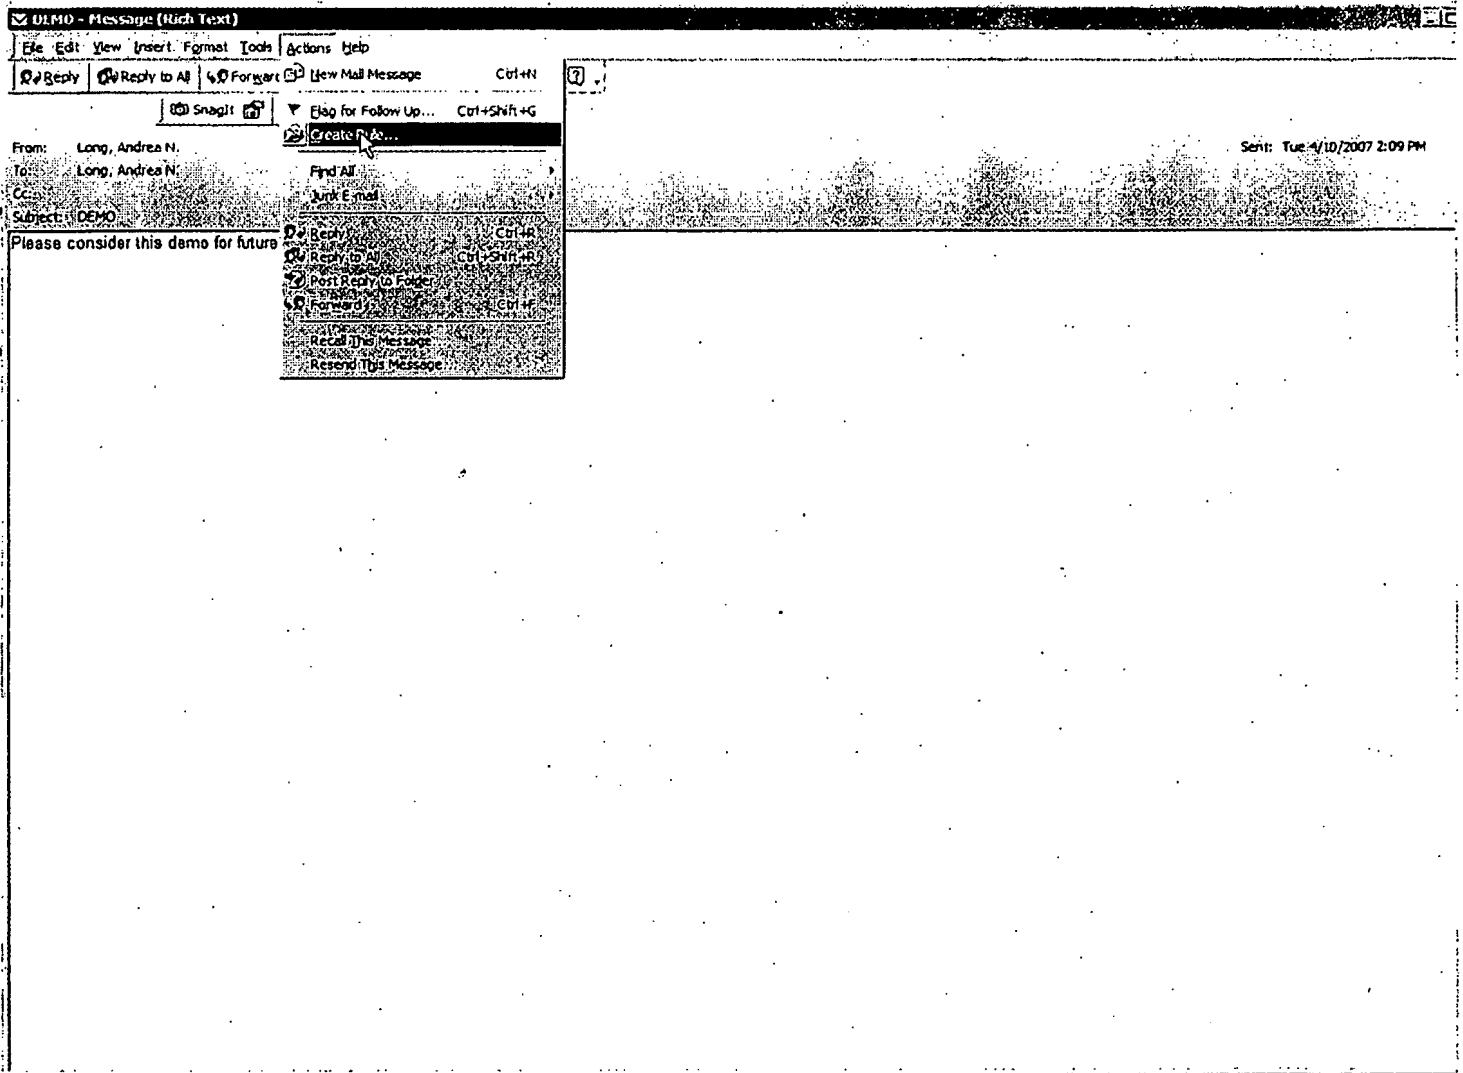 DEMO - Message (Rich Text)
File Edit View Insert Format Tools Actions Help
Reply Reply to All Forward
New Mail Message Ctrl+N
SnagIt
Flag for Follow Up... Ctrl+Shift+G
Create Rule...
From: Long, Andrea N.
Sent: Tue 4/10/2007 2:09 PM
To: Long, Andrea N.
Find All
Cc:
Junk E-mail
Subject: DEMO
Please consider this demo for future
Reply Ctrl+R
Reply to All Ctrl+Shift+R
Post Reply to Folder
Forward Ctrl+F
Recall This Message
Resend This Message